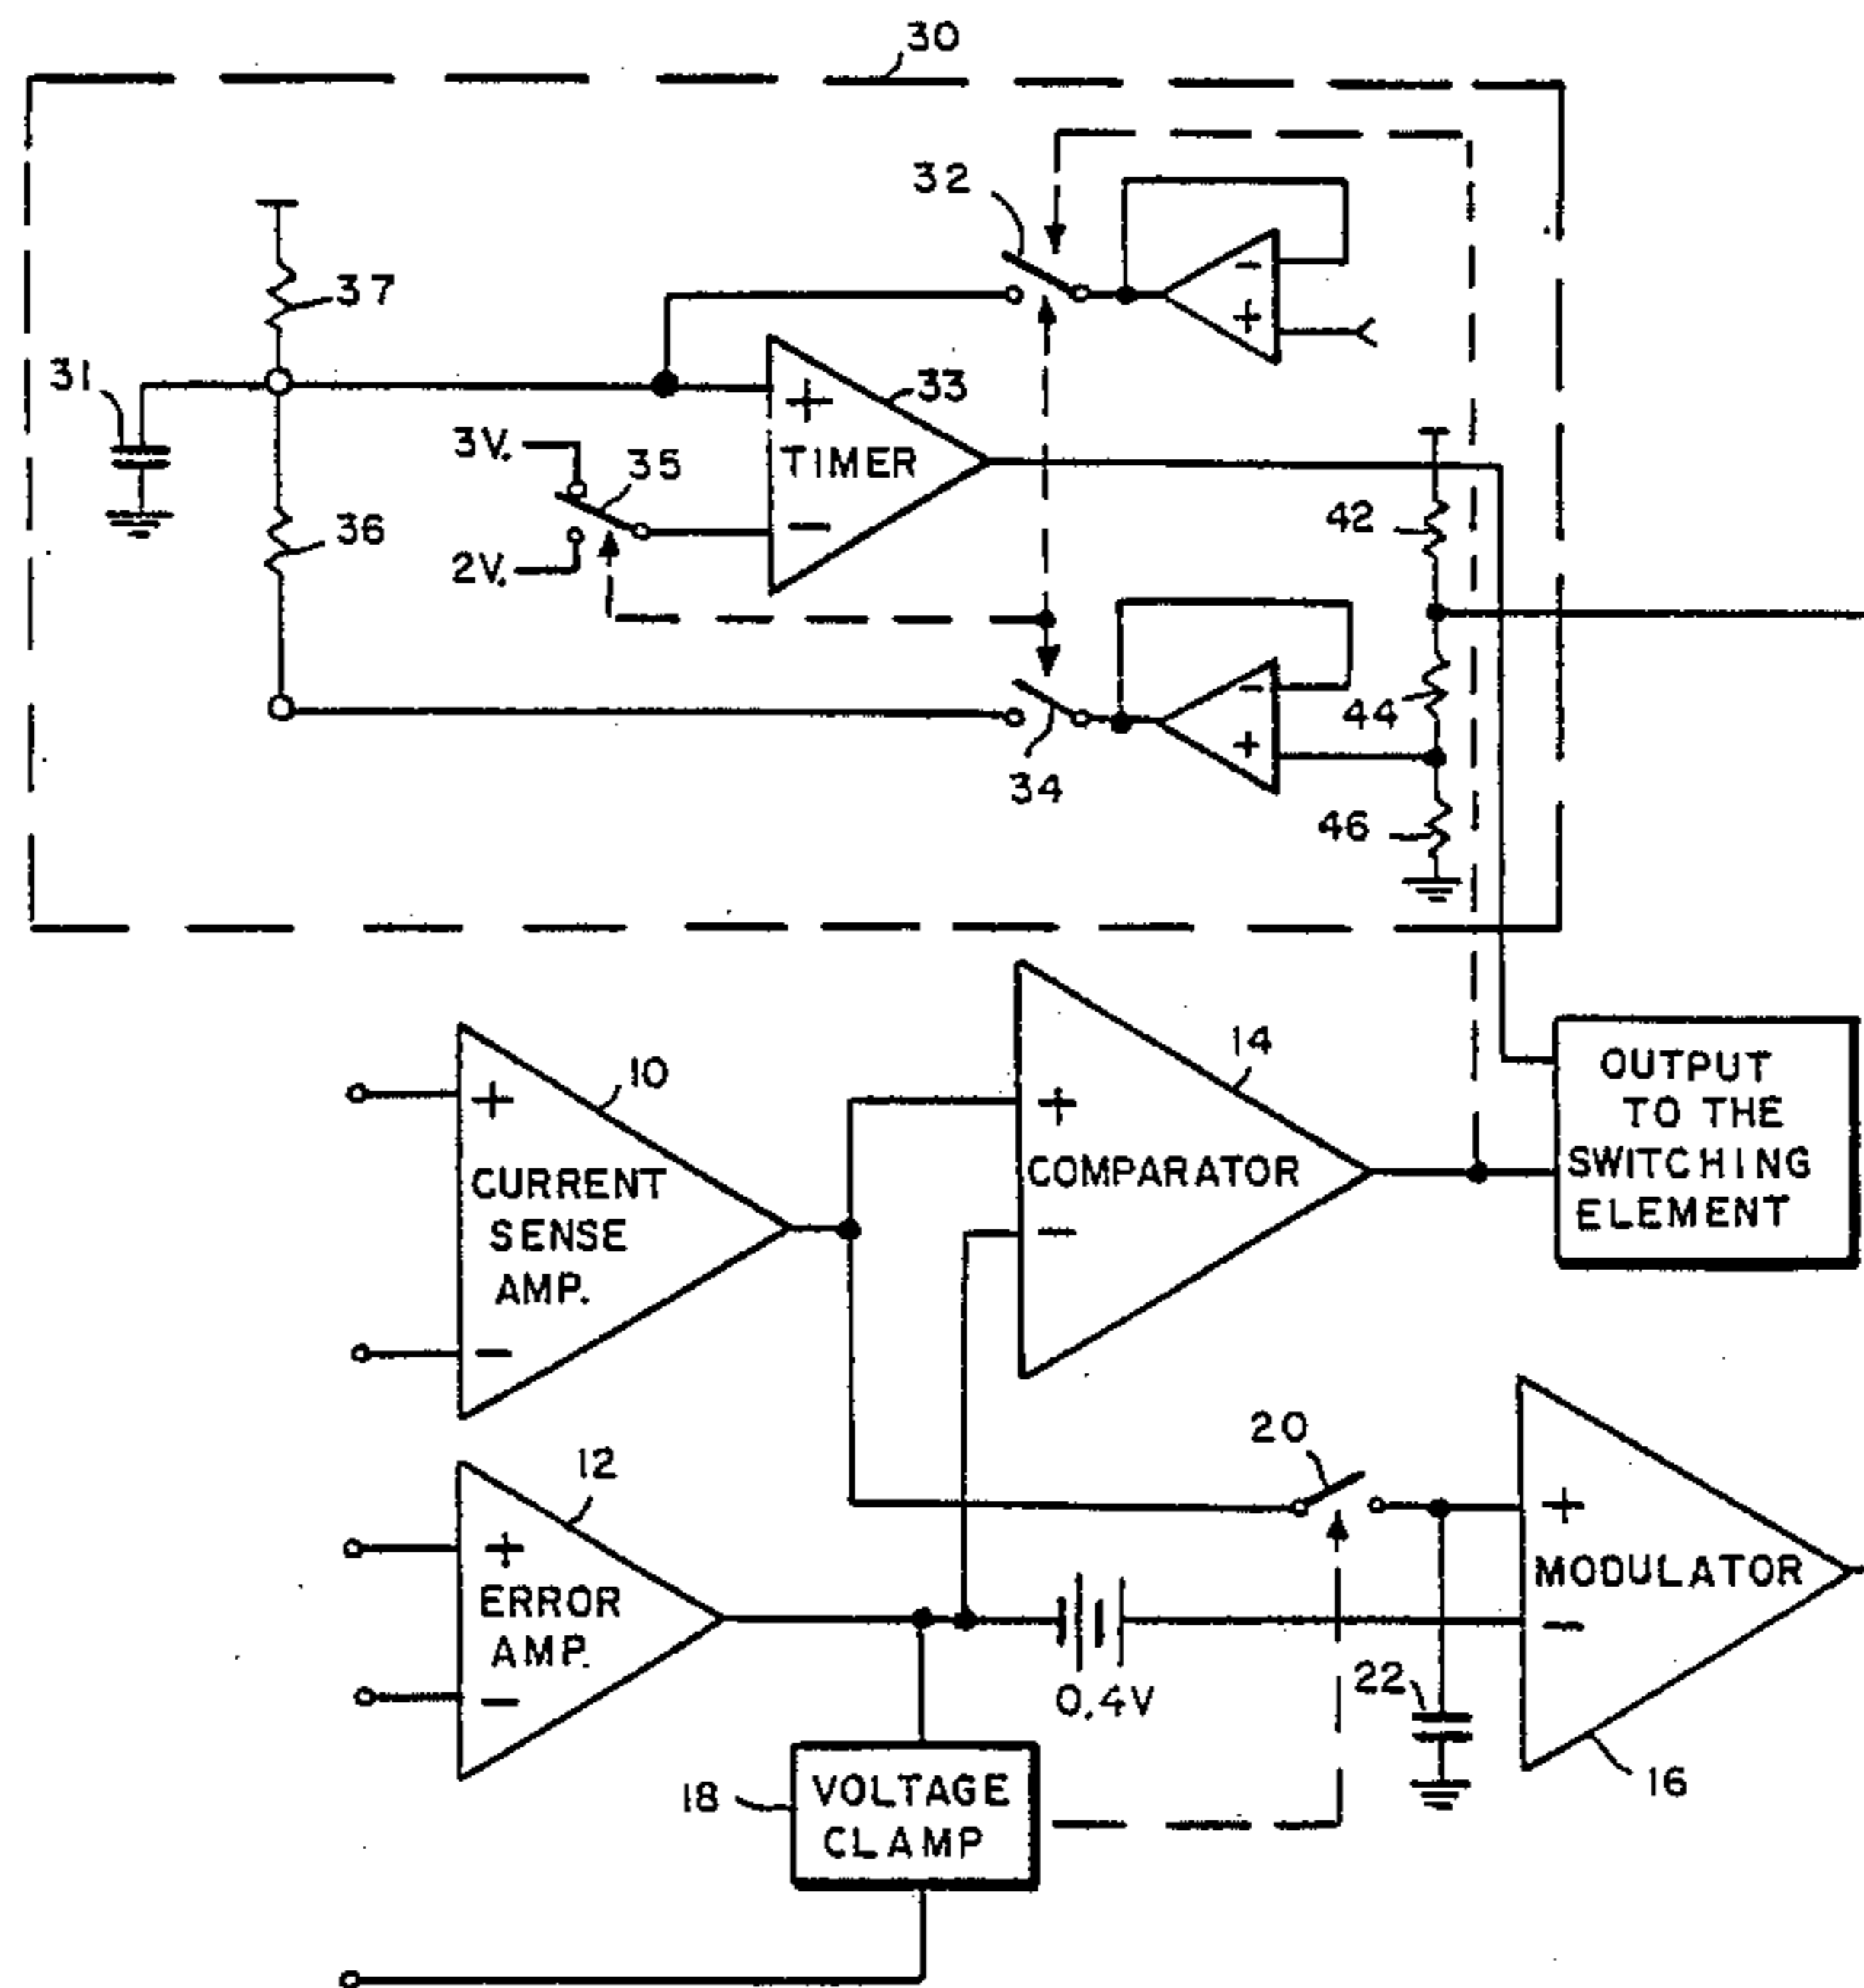 30
32
37
+
-
31
+
33
3V.
35
TIMER
42
36
2V.
-
-
44
34
+
46
14
10
+
+
OUTPUT
TO THE
SWITCHING
ELEMENT
CURRENT
SENSE
AMP.
COMPARATOR
-
-
20
12
+
+
ERROR
AMP.
MODULATOR
-
-
0.4V
22
16
18
VOLTAGE
CLAMP